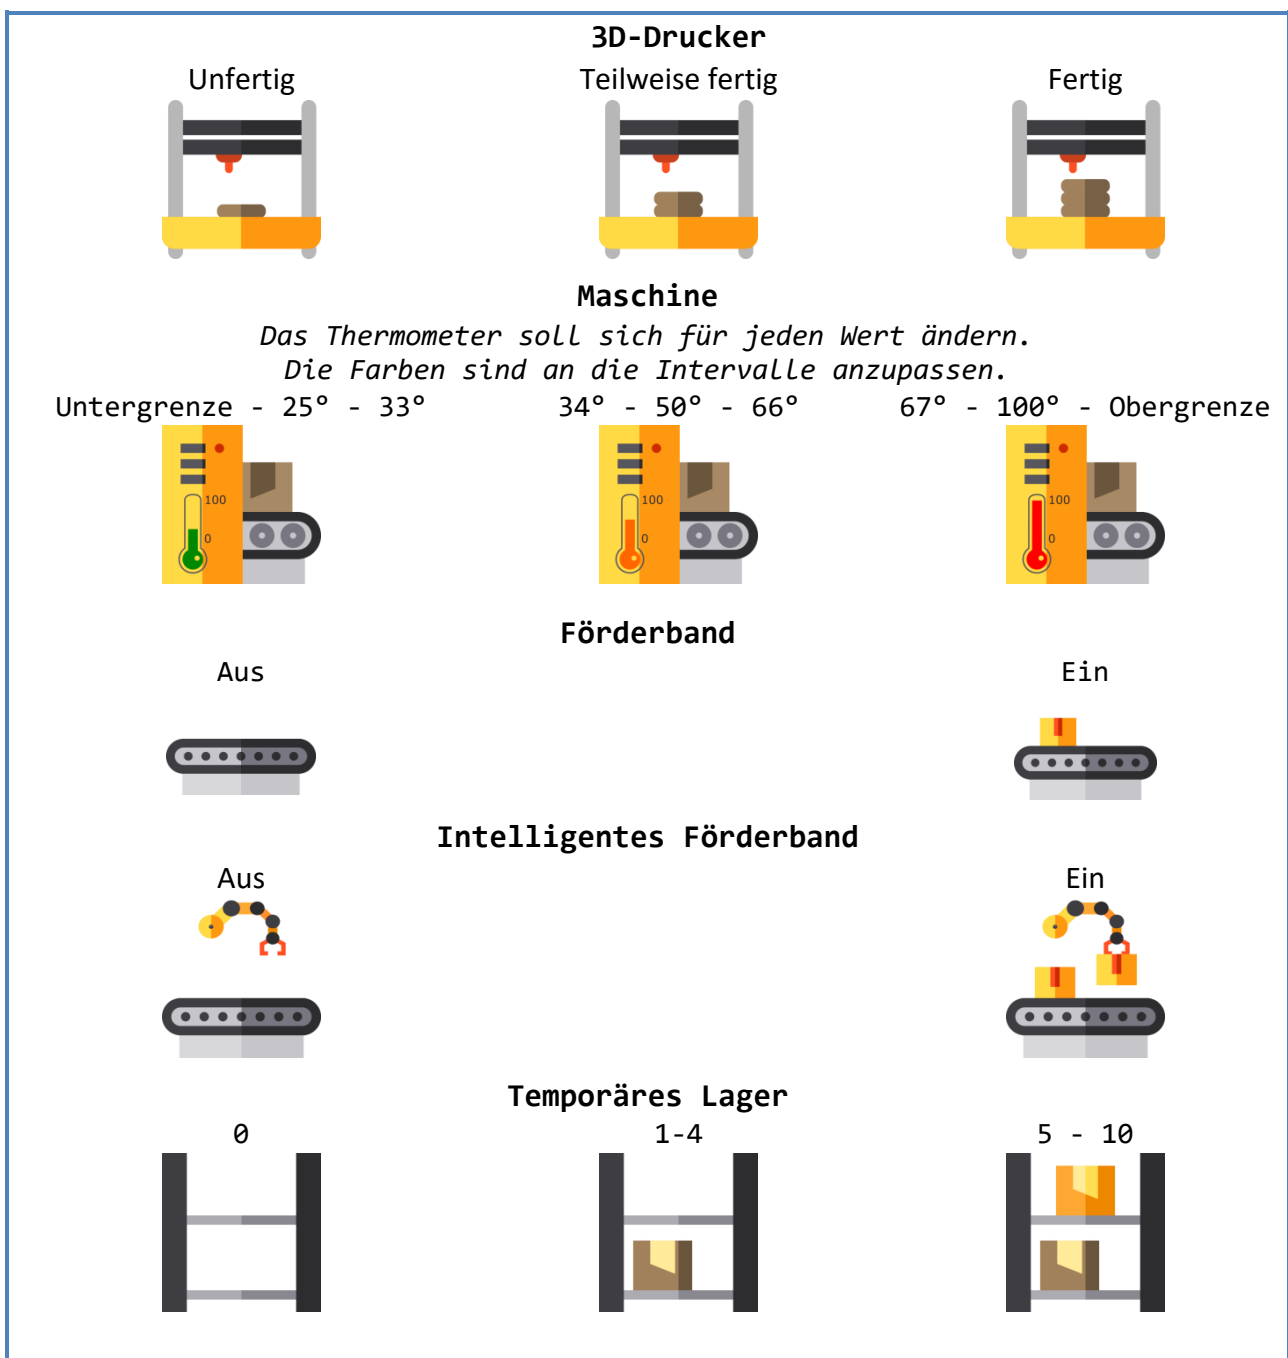 3D-Drucker
Unfertig Teilweise fertig Fertig
Maschine
Das Thermometer soll sich für jeden Wert ändern.
Die Farben sind an die Intervalle anzupassen.
Untergrenze - 25° - 33° 34° - 50° - 66° 67° - 100° - Obergrenze
100 100 100
0 0 0
Förderband
Aus Ein
Intelligentes Förderband
Aus Ein
Temporäres Lager
0 1-4 5 - 10